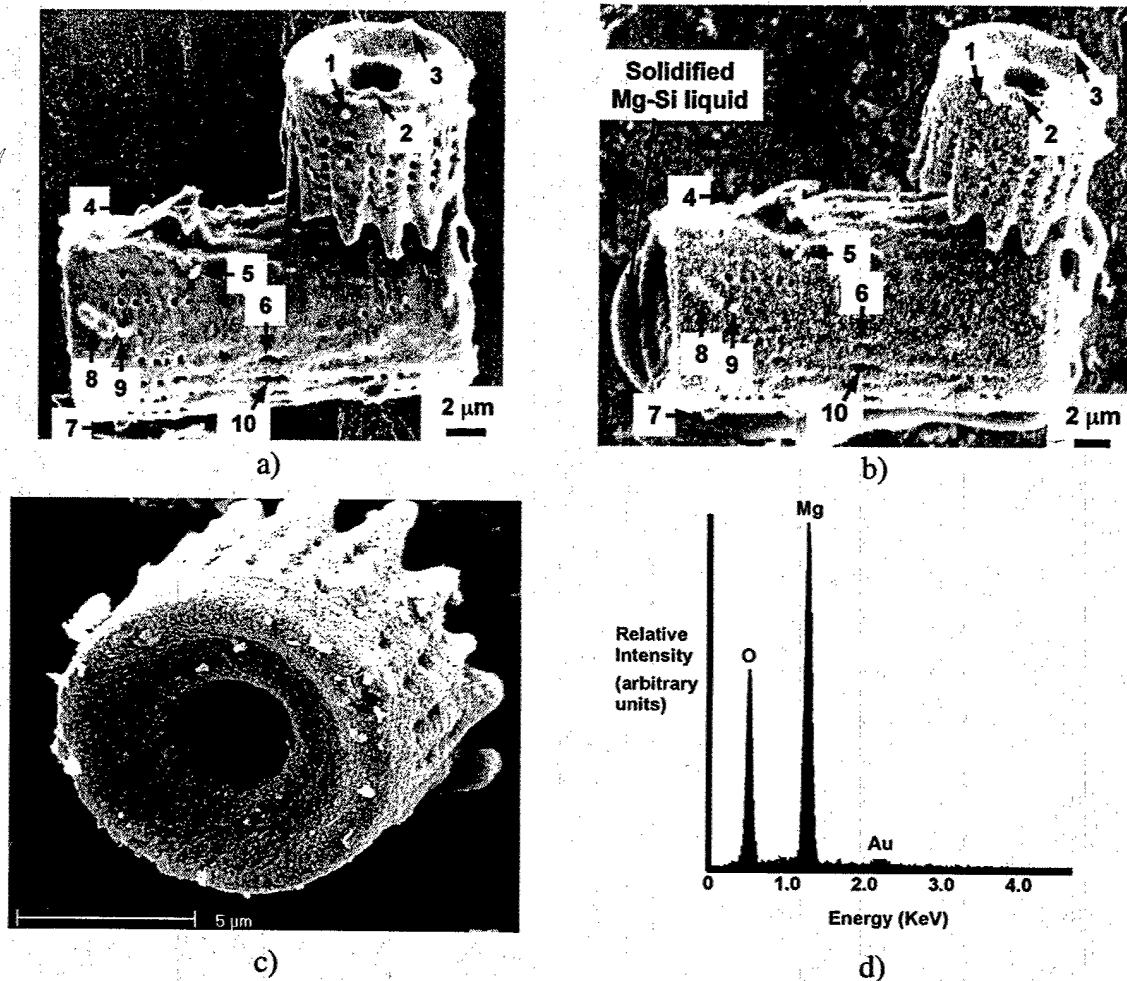 1
3
2
4
5
6
8
9
7
10
2 μm
a)
Solidified
Mg-Si liquid
1
3
2
4
5
6
8
9
7
10
2 μm
b)
5 μm
c)
Mg
Relative
Intensity
(arbitrary
units)
O
Au
0 1.0 2.0 3.0 4.0
Energy (KeV)
d)